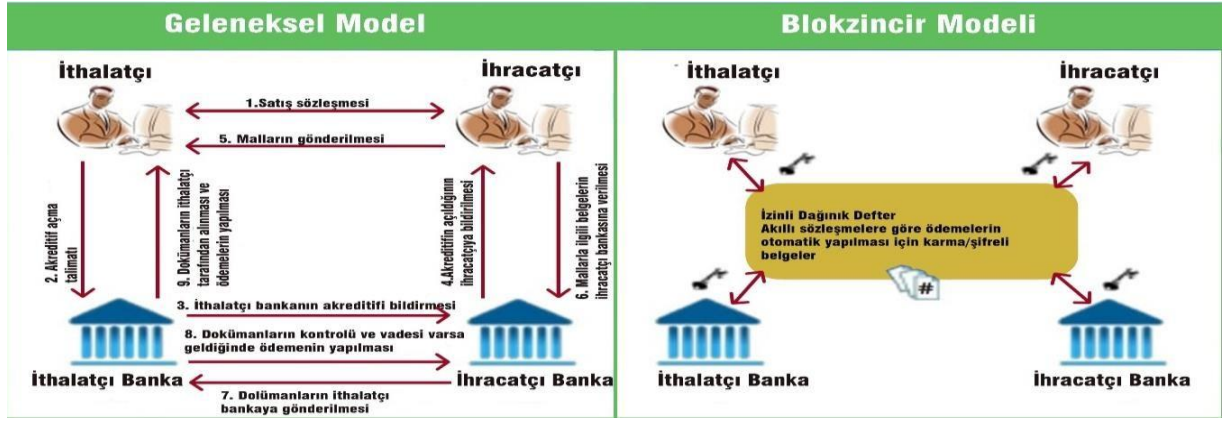 Geleneksel Model
İthalatçı
İhracatçı
1.Satış sözleşmesi
5. Malların gönderilmesi
2. Akreditif açma
talimatı
9. Dokümanların ithalatçı
tarafından alınması ve
ödemelerin yapılması
4.Akreditifin açıldığının
ihracatçıya bildirilmesi
6. Mallarla ilgili belgelerin
ihracatçı bankasına verilmesi
3. İthalatçı bankanın akreditifi bildirmesi
8. Dokümanların kontrolü ve vadesi varsa
geldiğinde ödemenin yapılması
İthalatçı Banka
İhracatçı Banka
7. Dolümanların ithalatçı
bankaya gönderilmesi
Blokzincir Modeli
İthalatçı
İhracatçı
İzinli Dağınık Defter
Akıllı sözleşmelere göre ödemelerin
otomatik yapılması için karma/şifreli
belgeler
#
İthalatçı Banka
İhracatçı Banka